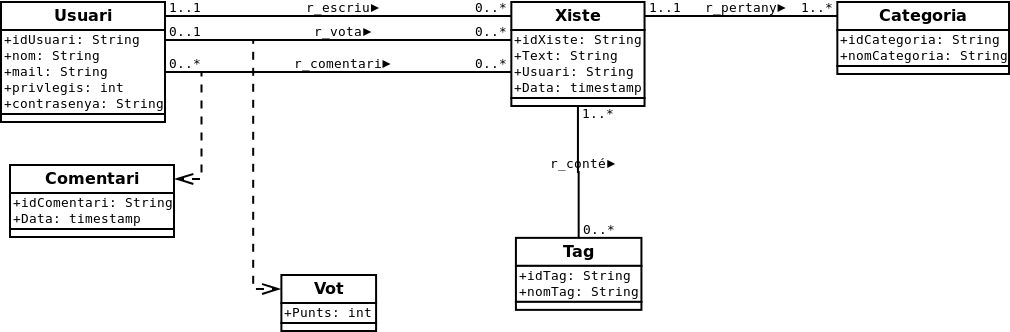 Usuari
+idUsuari: String
+nom: String
+mail: String
+privlegis: int
+contrasenya: String
1..1 r_escriu▶ 0..*
0..1 r_vota▶ 0..*
0..* r_comentari▶ 0..*
Xiste
+idXiste: String
+Text: String
+Usuari: String
+Data: timestamp
1..1 r_pertany▶ 1..*
Categoria
+idCategoria: String
+nomCategoria: String
1..*
r_conté▶
0..*
Comentari
+idComentari: String
+Data: timestamp
Tag
+idTag: String
+nomTag: String
Vot
+Punts: int